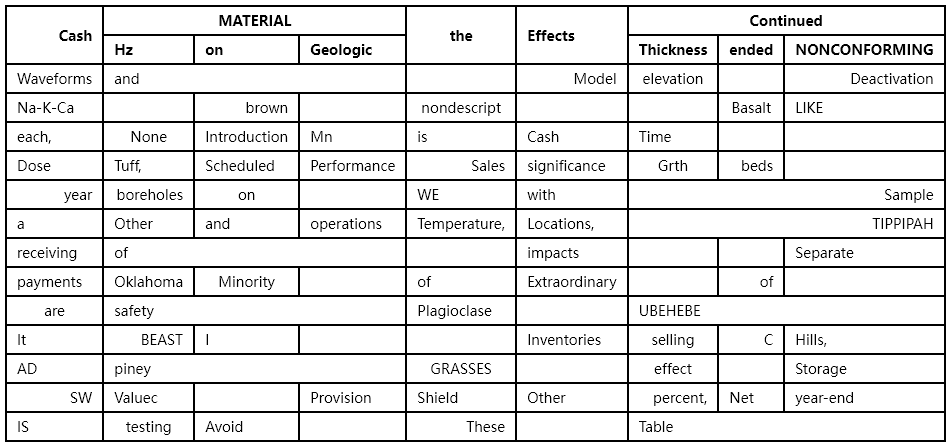 Cash MATERIAL the Effects Continued
Hz on Geologic Thickness ended NONCONFORMING
Waveforms and Model elevation Deactivation
Na-K-Ca brown nondescript Basalt LIKE
each, None Introduction Mn is Cash Time
Dose Tuff, Scheduled Performance Sales significance Grth beds
year boreholes on WE with Sample
a Other and operations Temperature, Locations, TIPPIPAH
receiving of impacts Separate
payments Oklahoma Minority of Extraordinary of
are safety Plagioclase UBEHEBE
It BEAST I Inventories selling C Hills,
AD piney GRASSES effect Storage
SW Valuec Provision Shield Other percent, Net year-end
IS testing Avoid These Table